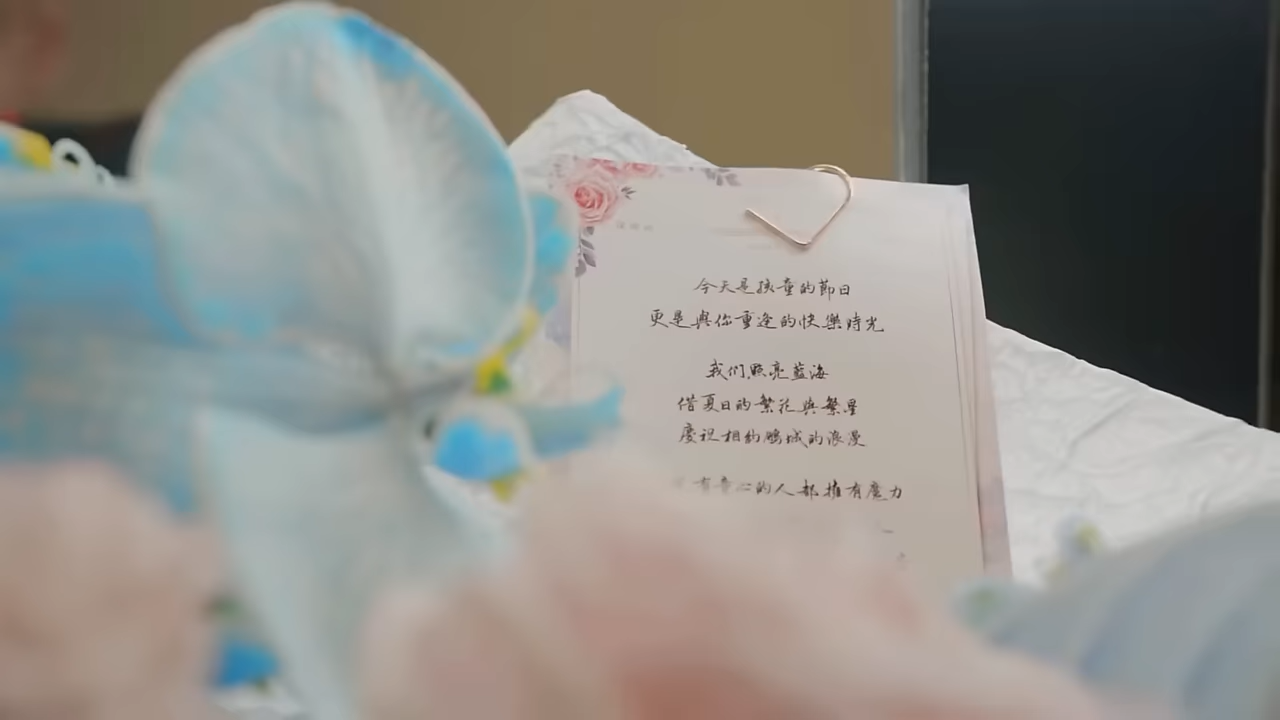 今天是孩童的節日
更是與你重逢的快樂時光
我们照亮藍海
借夏日的繁花與繁星
慶祝相約鵬城的浪漫
有童心的人都擁有魔力